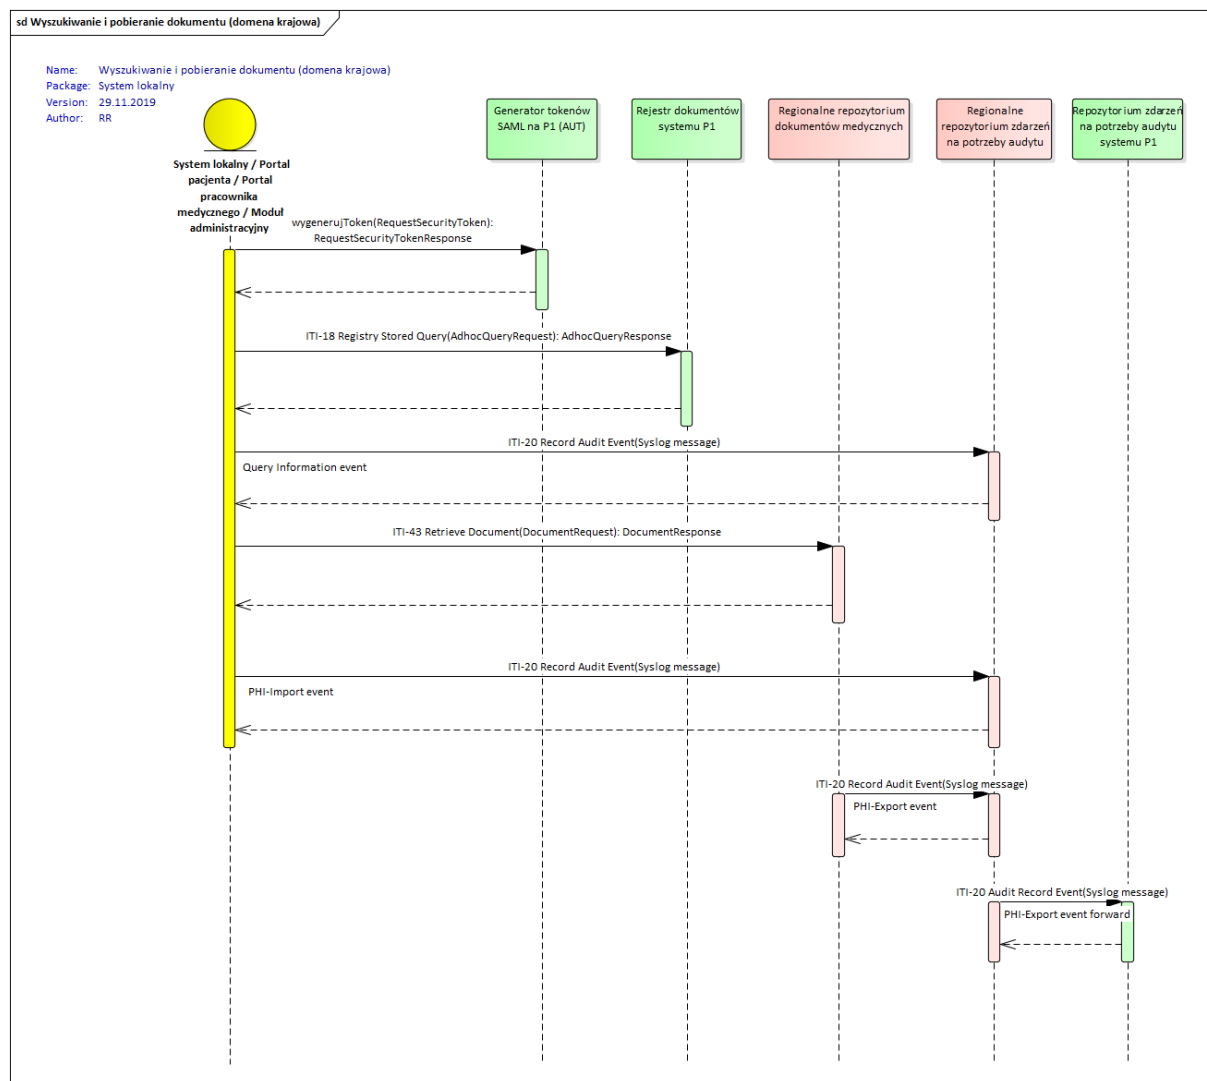 sd Wyszukiwanie i pobieranie dokumentu (domena krajowa)
Name: Wyszukiwanie i pobieranie dokumentu (domena krajowa)
Package: System lokalny
Version: 29.11.2019
Author: RR
System lokalny / Portal
pacjenta / Portal
pracownika
medycznego / Moduł
administracyjny
Generator tokenów
SAML na P1 (AUT)
Rejestr dokumentów
systemu P1
Regionalne repozytorium
dokumentów medycznych
Regionalne
repozytorium zdarzeń
na potrzeby audytu
Repozytorium zdarzeń
na potrzeby audytu
systemu P1
wygenerujToken(RequestSecurityToken):
RequestSecurityTokenResponse
ITI-18 Registry Stored Query(AdhocQueryRequest): AdhocQueryResponse
ITI-20 Record Audit Event(Syslog message)
Query Information event
ITI-43 Retrieve Document(DocumentRequest): DocumentResponse
ITI-20 Record Audit Event(Syslog message)
PHI-Import event
ITI-20 Record Audit Event(Syslog message)
PHI-Export event
ITI-20 Audit Record Event(Syslog message)
PHI-Export event forward